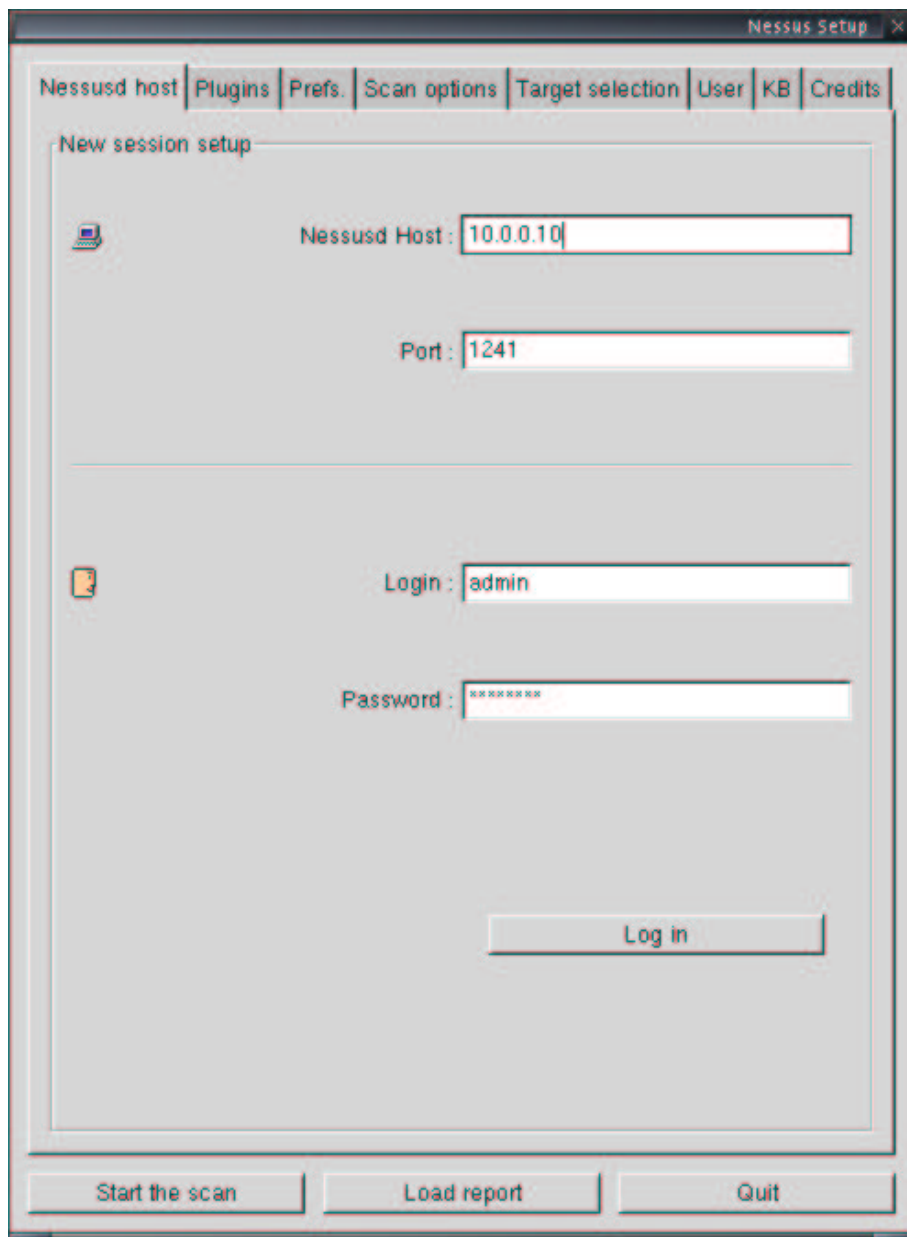 Nessus Setup
Nessusd host Plugins Prefs. Scan options Target selection User KB Credits
New session setup
Nessusd Host : 10.0.0.10
Port : 1241
Login : admin
Password : ********
Log in
Start the scan Load report Quit